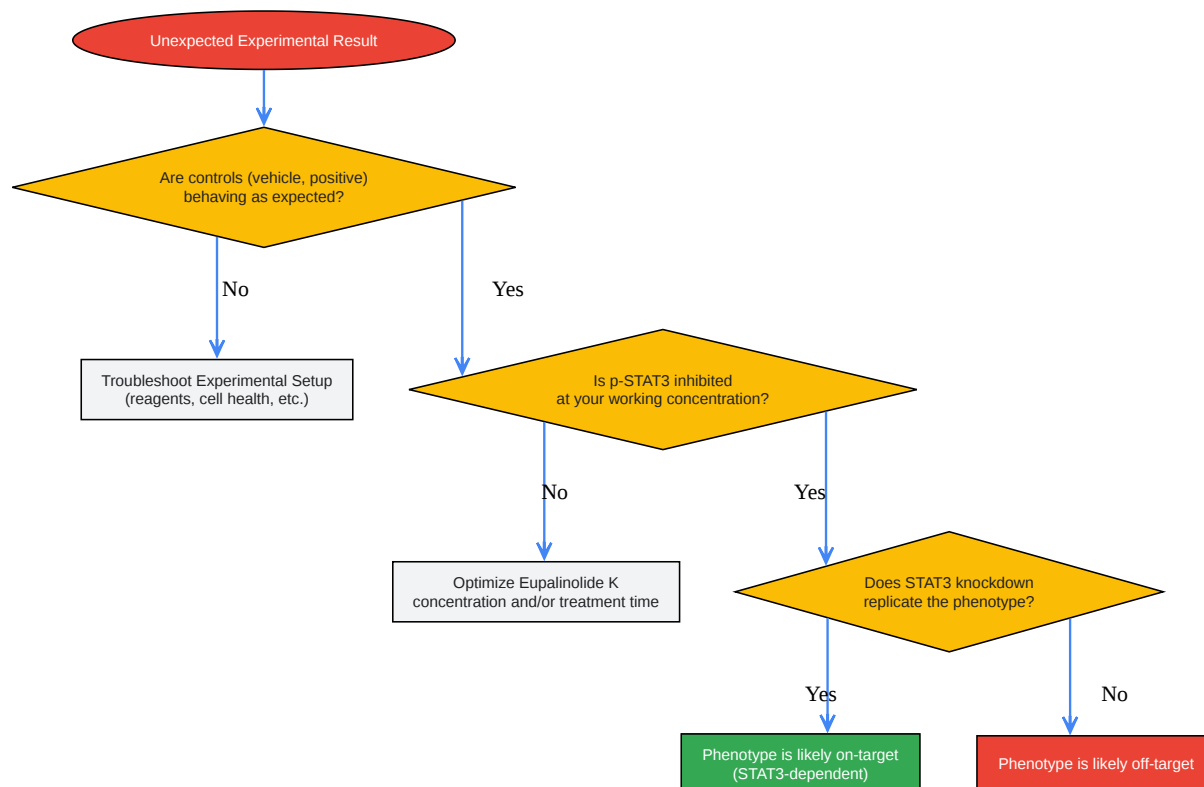 Unexpected Experimental Result
Are controls (vehicle, positive)
behaving as expected?
No
Yes
Troubleshoot Experimental Setup
(reagents, cell health, etc.)
Is p-STAT3 inhibited
at your working concentration?
No
Yes
Optimize Eupalinolide K
concentration and/or treatment time
Does STAT3 knockdown
replicate the phenotype?
Yes
No
Phenotype is likely on-target
(STAT3-dependent)
Phenotype is likely off-target